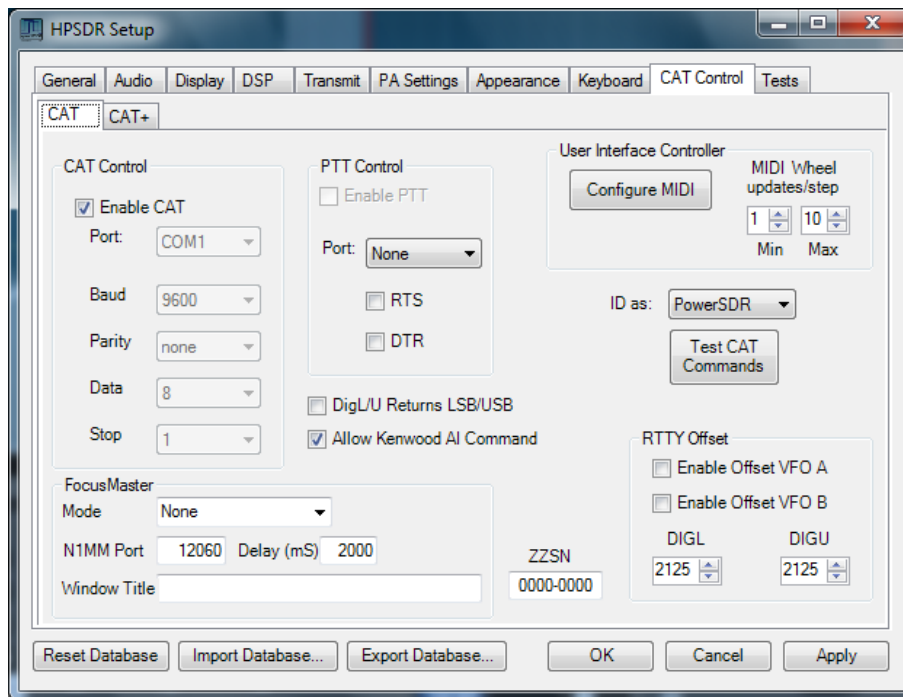 HPSDR Setup
General Audio Display DSP Transmit PA Settings Appearance Keyboard CAT Control Tests
CAT CAT+
CAT Control
Enable CAT
Port: COM1
Baud 9600
Parity none
Data 8
Stop 1
PTT Control
Enable PTT
Port: None
RTS
DTR
DigL/U Returns LSB/USB
Allow Kenwood AI Command
User Interface Controller
Configure MIDI
MIDI Wheel
updates/step
1 10
Min Max
ID as: PowerSDR
Test CAT
Commands
RTTY Offset
Enable Offset VFO A
Enable Offset VFO B
DIGL DIGU
2125 2125
FocusMaster
Mode None
N1MM Port 12060 Delay (mS) 2000
Window Title
ZZSN
0000-0000
Reset Database Import Database... Export Database... OK Cancel Apply